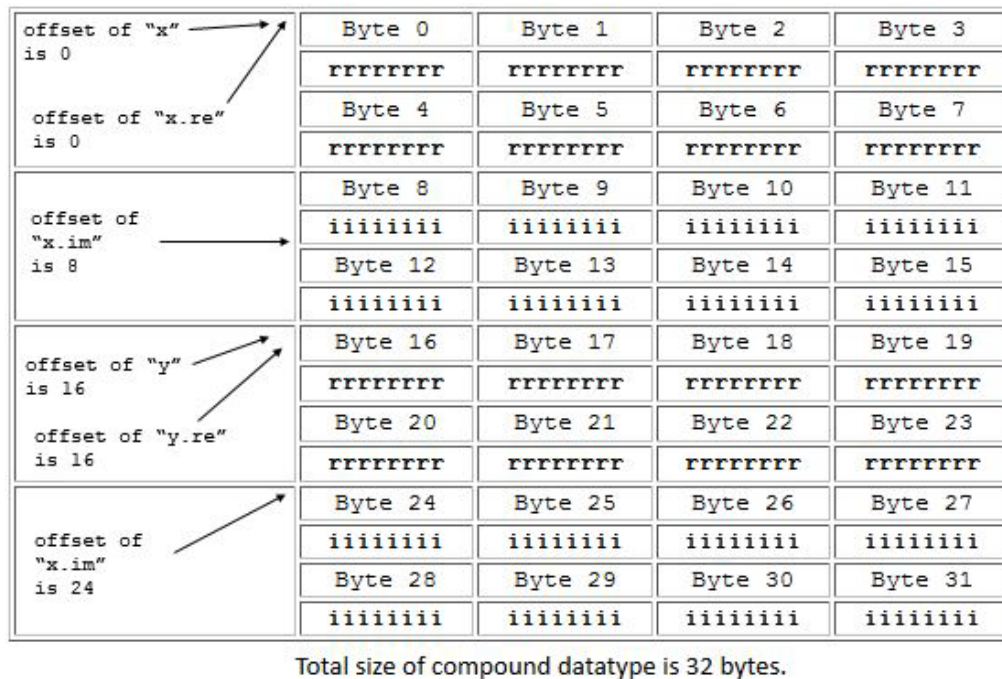 offset of “x”
is 0
offset of “x.re”
is 0
Byte 0 Byte 1 Byte 2 Byte 3
rrrrrrrr rrrrrrrr rrrrrrrr rrrrrrrr
Byte 4 Byte 5 Byte 6 Byte 7
rrrrrrrr rrrrrrrr rrrrrrrr rrrrrrrr
offset of
“x.im”
is 8
Byte 8 Byte 9 Byte 10 Byte 11
iiiiiiii iiiiiiii iiiiiiii iiiiiiii
Byte 12 Byte 13 Byte 14 Byte 15
iiiiiiii iiiiiiii iiiiiiii iiiiiiii
offset of “y”
is 16
offset of “y.re”
is 16
Byte 16 Byte 17 Byte 18 Byte 19
rrrrrrrr rrrrrrrr rrrrrrrr rrrrrrrr
Byte 20 Byte 21 Byte 22 Byte 23
rrrrrrrr rrrrrrrr rrrrrrrr rrrrrrrr
offset of
“x.im”
is 24
Byte 24 Byte 25 Byte 26 Byte 27
iiiiiiii iiiiiiii iiiiiiii iiiiiiii
Byte 28 Byte 29 Byte 30 Byte 31
iiiiiiii iiiiiiii iiiiiiii iiiiiiii
Total size of compound datatype is 32 bytes.